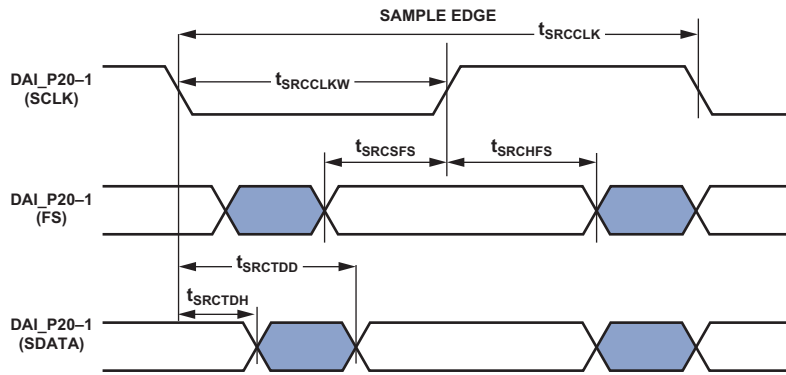 SAMPLE EDGE
tSRCCLK
DAI_P20–1
(SCLK)
tSRCCLKW
tSRCSFS
tSRCHFS
DAI_P20–1
(FS)
tSRCTDD
tSRCTDH
DAI_P20–1
(SDATA)